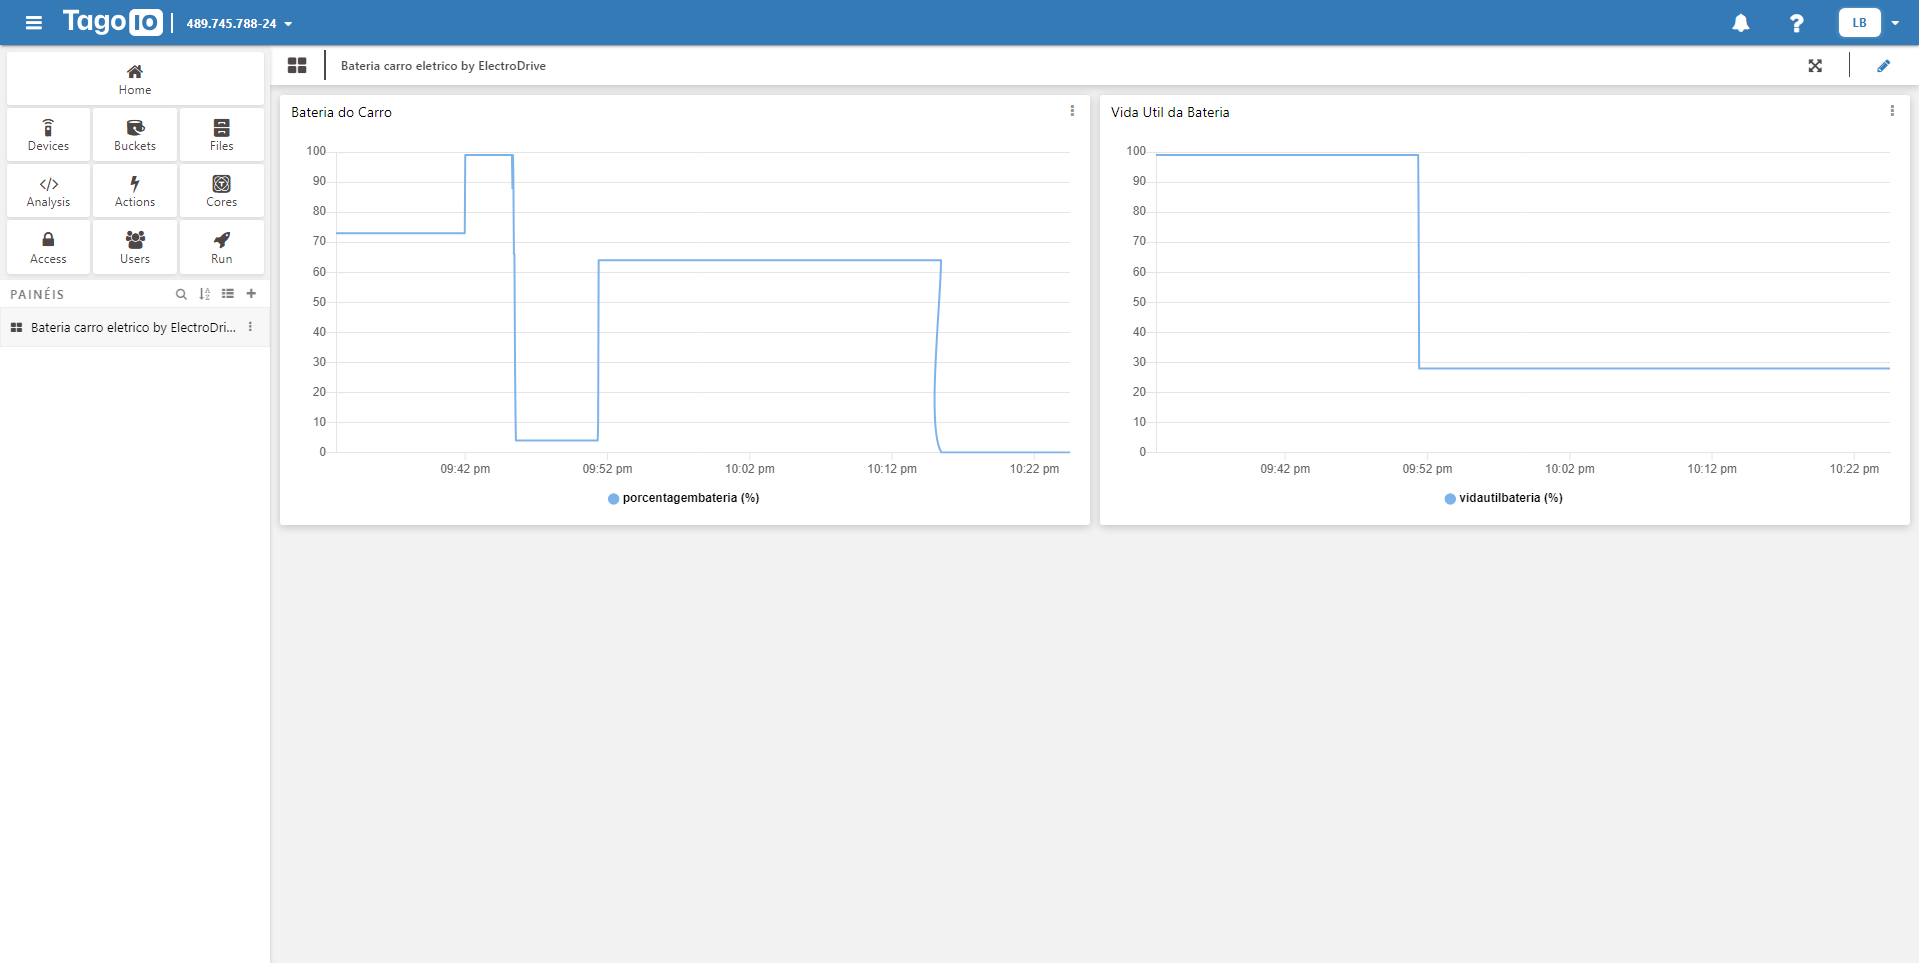 Tago IO
489.745.788-24
LB
Home
Devices
Buckets
Files
Analysis
Actions
Cores
Access
Users
Run
PAINÉIS
Bateria carro eletrico by ElectroDri...
Bateria carro eletrico by ElectroDrive
Bateria do Carro
100
90
80
70
60
50
40
30
20
10
0
09:42 pm
09:52 pm
10:02 pm
10:12 pm
10:22 pm
porcentagembateria (%)
Vida Util da Bateria
100
90
80
70
60
50
40
30
20
10
0
09:42 pm
09:52 pm
10:02 pm
10:12 pm
10:22 pm
vidautilbateria (%)